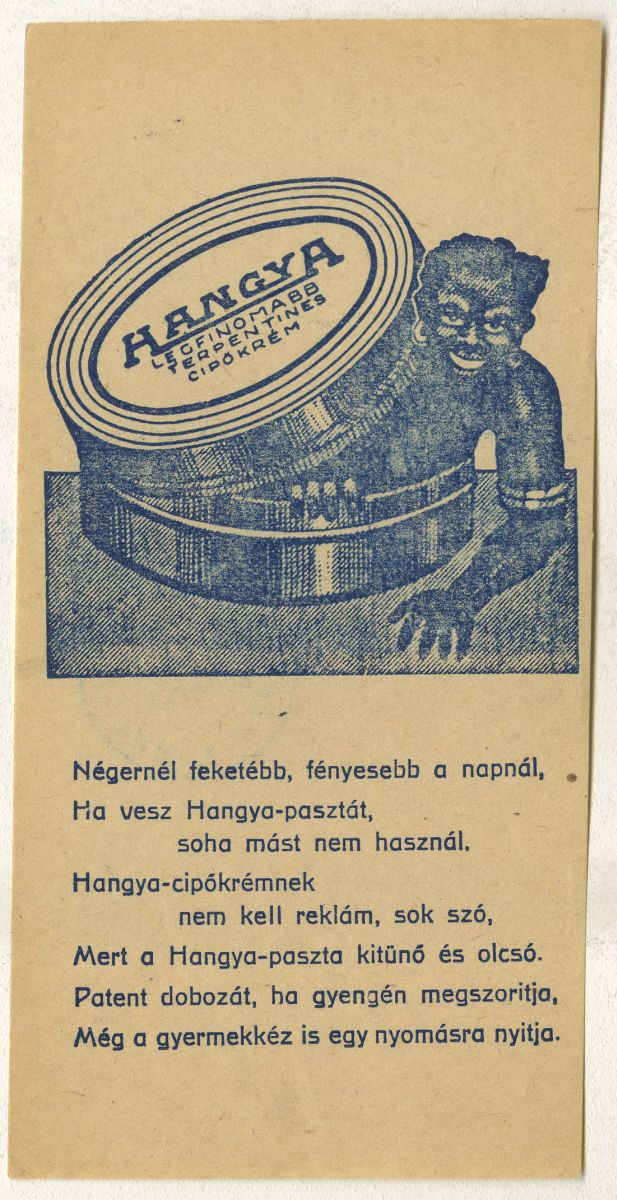 HANGYA
LEGFINOMABB
TERPENTINES
CIPŐKRÉM
Négernél feketébb, fényesebb a napnál,
Ha vesz Hangya-pasztát,
soha mást nem használ.
Hangya-cipőkrémnek
nem kell reklám, sok szó,
Mert a Hangya-paszta kitünő és olcsó.
Patent dobozát, ha gyengén megszoritja,
Még a gyermekkéz is egy nyomásra nyitja.